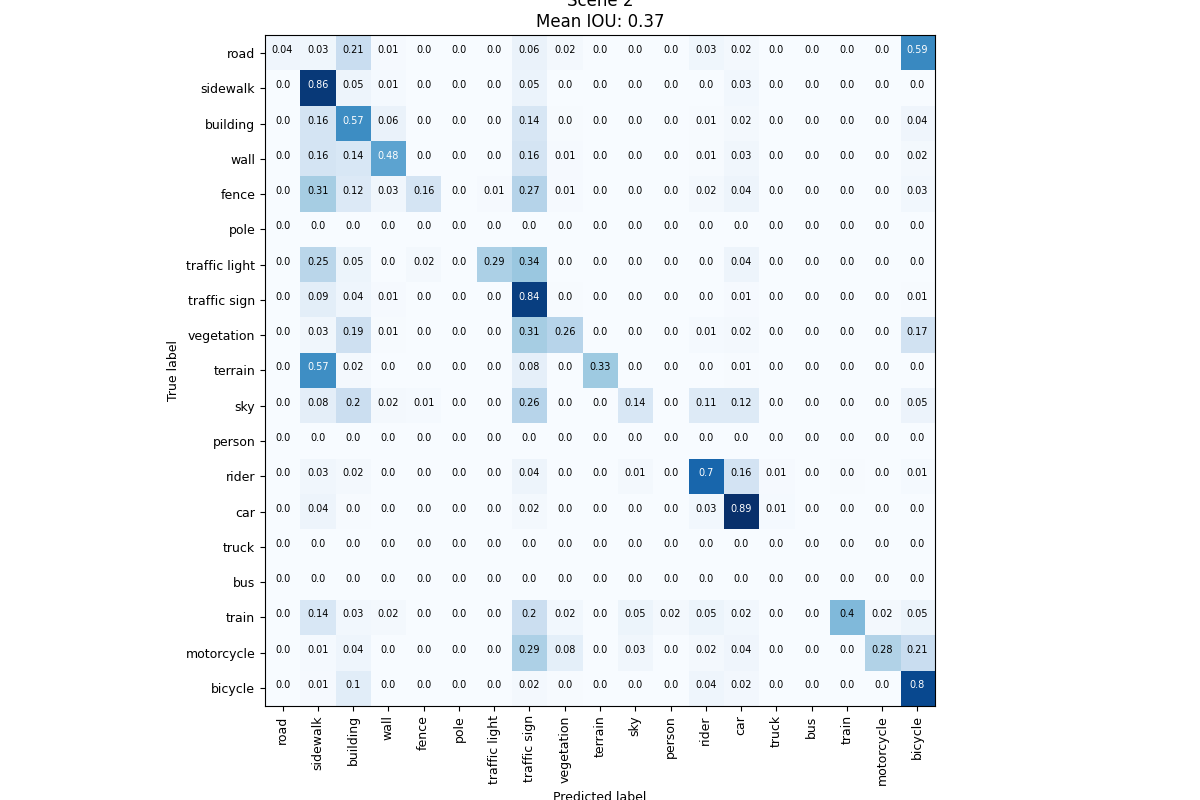 Scene 2
Mean IOU: 0.37
True label
road 0.04 0.03 0.21 0.01 0.0 0.0 0.0 0.06 0.02 0.0 0.0 0.0 0.03 0.02 0.0 0.0 0.0 0.0 0.59
sidewalk 0.0 0.86 0.05 0.01 0.0 0.0 0.0 0.05 0.0 0.0 0.0 0.0 0.0 0.03 0.0 0.0 0.0 0.0 0.0
building 0.0 0.16 0.57 0.06 0.0 0.0 0.0 0.14 0.0 0.0 0.0 0.0 0.01 0.02 0.0 0.0 0.0 0.0 0.04
wall 0.0 0.16 0.14 0.48 0.0 0.0 0.0 0.16 0.01 0.0 0.0 0.0 0.01 0.03 0.0 0.0 0.0 0.0 0.02
fence 0.0 0.31 0.12 0.03 0.16 0.0 0.01 0.27 0.01 0.0 0.0 0.0 0.02 0.04 0.0 0.0 0.0 0.0 0.03
pole 0.0 0.0 0.0 0.0 0.0 0.0 0.0 0.0 0.0 0.0 0.0 0.0 0.0 0.0 0.0 0.0 0.0 0.0 0.0
traffic light 0.0 0.25 0.05 0.0 0.02 0.0 0.29 0.34 0.0 0.0 0.0 0.0 0.0 0.04 0.0 0.0 0.0 0.0 0.0
traffic sign 0.0 0.09 0.04 0.01 0.0 0.0 0.0 0.84 0.0 0.0 0.0 0.0 0.0 0.01 0.0 0.0 0.0 0.0 0.01
vegetation 0.0 0.03 0.19 0.01 0.0 0.0 0.0 0.31 0.26 0.0 0.0 0.0 0.01 0.02 0.0 0.0 0.0 0.0 0.17
terrain 0.0 0.57 0.02 0.0 0.0 0.0 0.0 0.08 0.0 0.33 0.0 0.0 0.0 0.01 0.0 0.0 0.0 0.0 0.0
sky 0.0 0.08 0.2 0.02 0.01 0.0 0.0 0.26 0.0 0.0 0.14 0.0 0.11 0.12 0.0 0.0 0.0 0.0 0.05
person 0.0 0.0 0.0 0.0 0.0 0.0 0.0 0.0 0.0 0.0 0.0 0.0 0.0 0.0 0.0 0.0 0.0 0.0 0.0
rider 0.0 0.03 0.02 0.0 0.0 0.0 0.0 0.04 0.0 0.0 0.01 0.0 0.7 0.16 0.01 0.0 0.0 0.0 0.01
car 0.0 0.04 0.0 0.0 0.0 0.0 0.0 0.02 0.0 0.0 0.0 0.0 0.03 0.89 0.01 0.0 0.0 0.0 0.0
truck 0.0 0.0 0.0 0.0 0.0 0.0 0.0 0.0 0.0 0.0 0.0 0.0 0.0 0.0 0.0 0.0 0.0 0.0 0.0
bus 0.0 0.0 0.0 0.0 0.0 0.0 0.0 0.0 0.0 0.0 0.0 0.0 0.0 0.0 0.0 0.0 0.0 0.0 0.0
train 0.0 0.14 0.03 0.02 0.0 0.0 0.0 0.2 0.02 0.0 0.05 0.02 0.05 0.02 0.0 0.0 0.4 0.02 0.05
motorcycle 0.0 0.01 0.04 0.0 0.0 0.0 0.0 0.29 0.08 0.0 0.03 0.0 0.02 0.04 0.0 0.0 0.0 0.28 0.21
bicycle 0.0 0.01 0.1 0.0 0.0 0.0 0.0 0.02 0.0 0.0 0.0 0.0 0.04 0.02 0.0 0.0 0.0 0.0 0.8
road sidewalk building wall fence pole traffic light traffic sign vegetation terrain sky person rider car truck bus train motorcycle bicycle
Predicted label